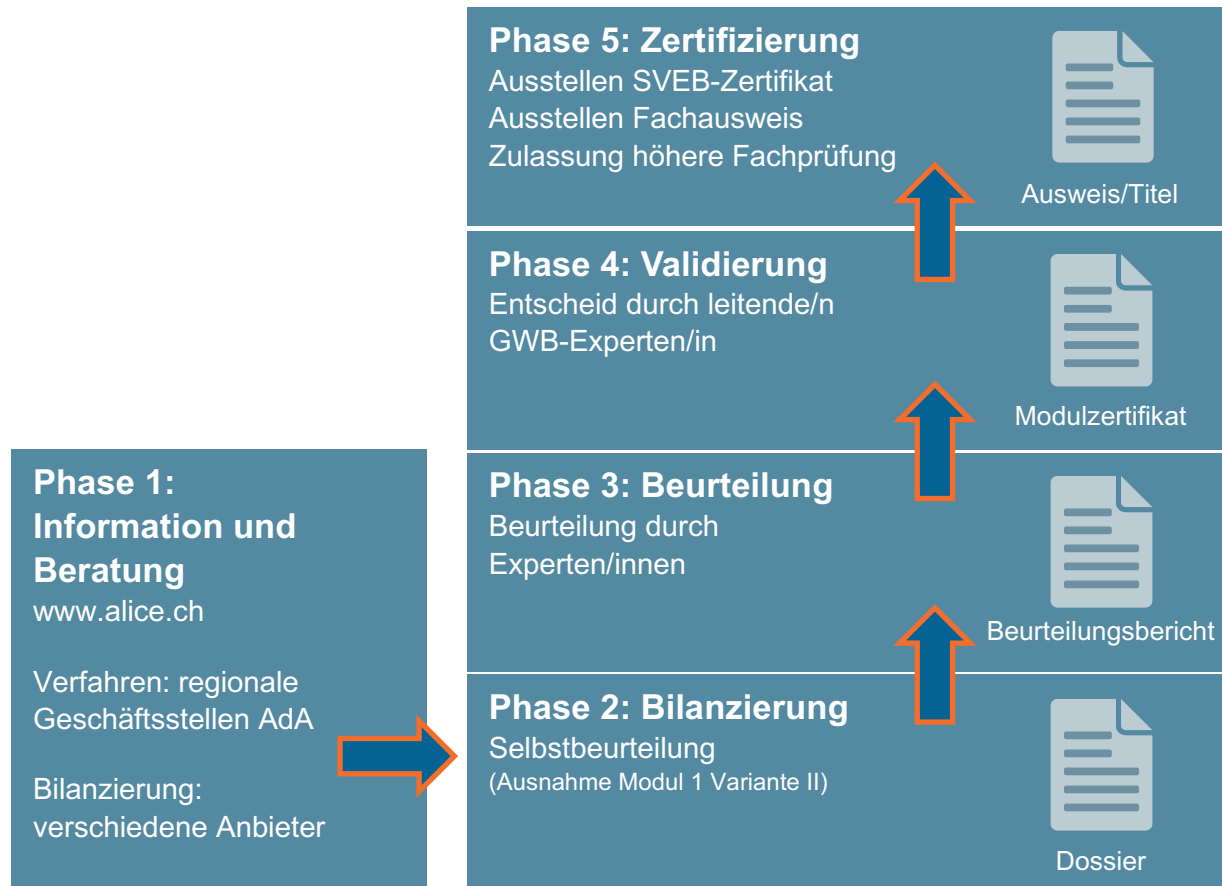 Phase 5: Zertifizierung
Ausstellen SVEB-Zertifikat
Ausstellen Fachausweis
Zulassung höhere Fachprüfung
Ausweis/Titel
Phase 4: Validierung
Entscheid durch leitende/n
GWB-Experten/in
Modulzertifikat
Phase 3: Beurteilung
Beurteilung durch
Experten/innen
Beurteilungsbericht
Phase 1:
Information und
Beratung
www.alice.ch
Verfahren: regionale
Geschäftsstellen AdA
Bilanzierung:
verschiedene Anbieter
Phase 2: Bilanzierung
Selbstbeurteilung
(Ausnahme Modul 1 Variante II)
Dossier